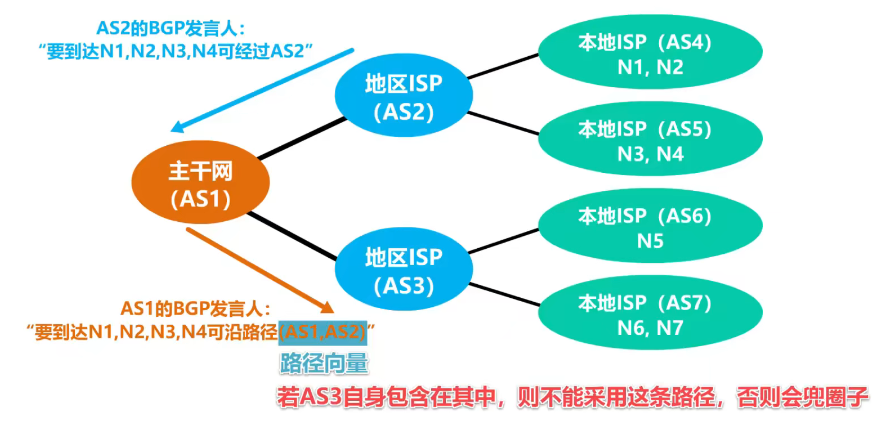 AS2的BGP发言人：
“要到达N1,N2,N3,N4可经过AS2”
地区ISP
（AS2）
本地ISP（AS4）
N1, N2
本地ISP（AS5）
N3, N4
主干网
（AS1）
地区ISP
（AS3）
本地ISP（AS6）
N5
本地ISP（AS7）
N6, N7
AS1的BGP发言人：
“要到达N1,N2,N3,N4可沿路径(AS1,AS2)”
路径向量
若AS3自身包含在其中，则不能采用这条路径，否则会兜圈子